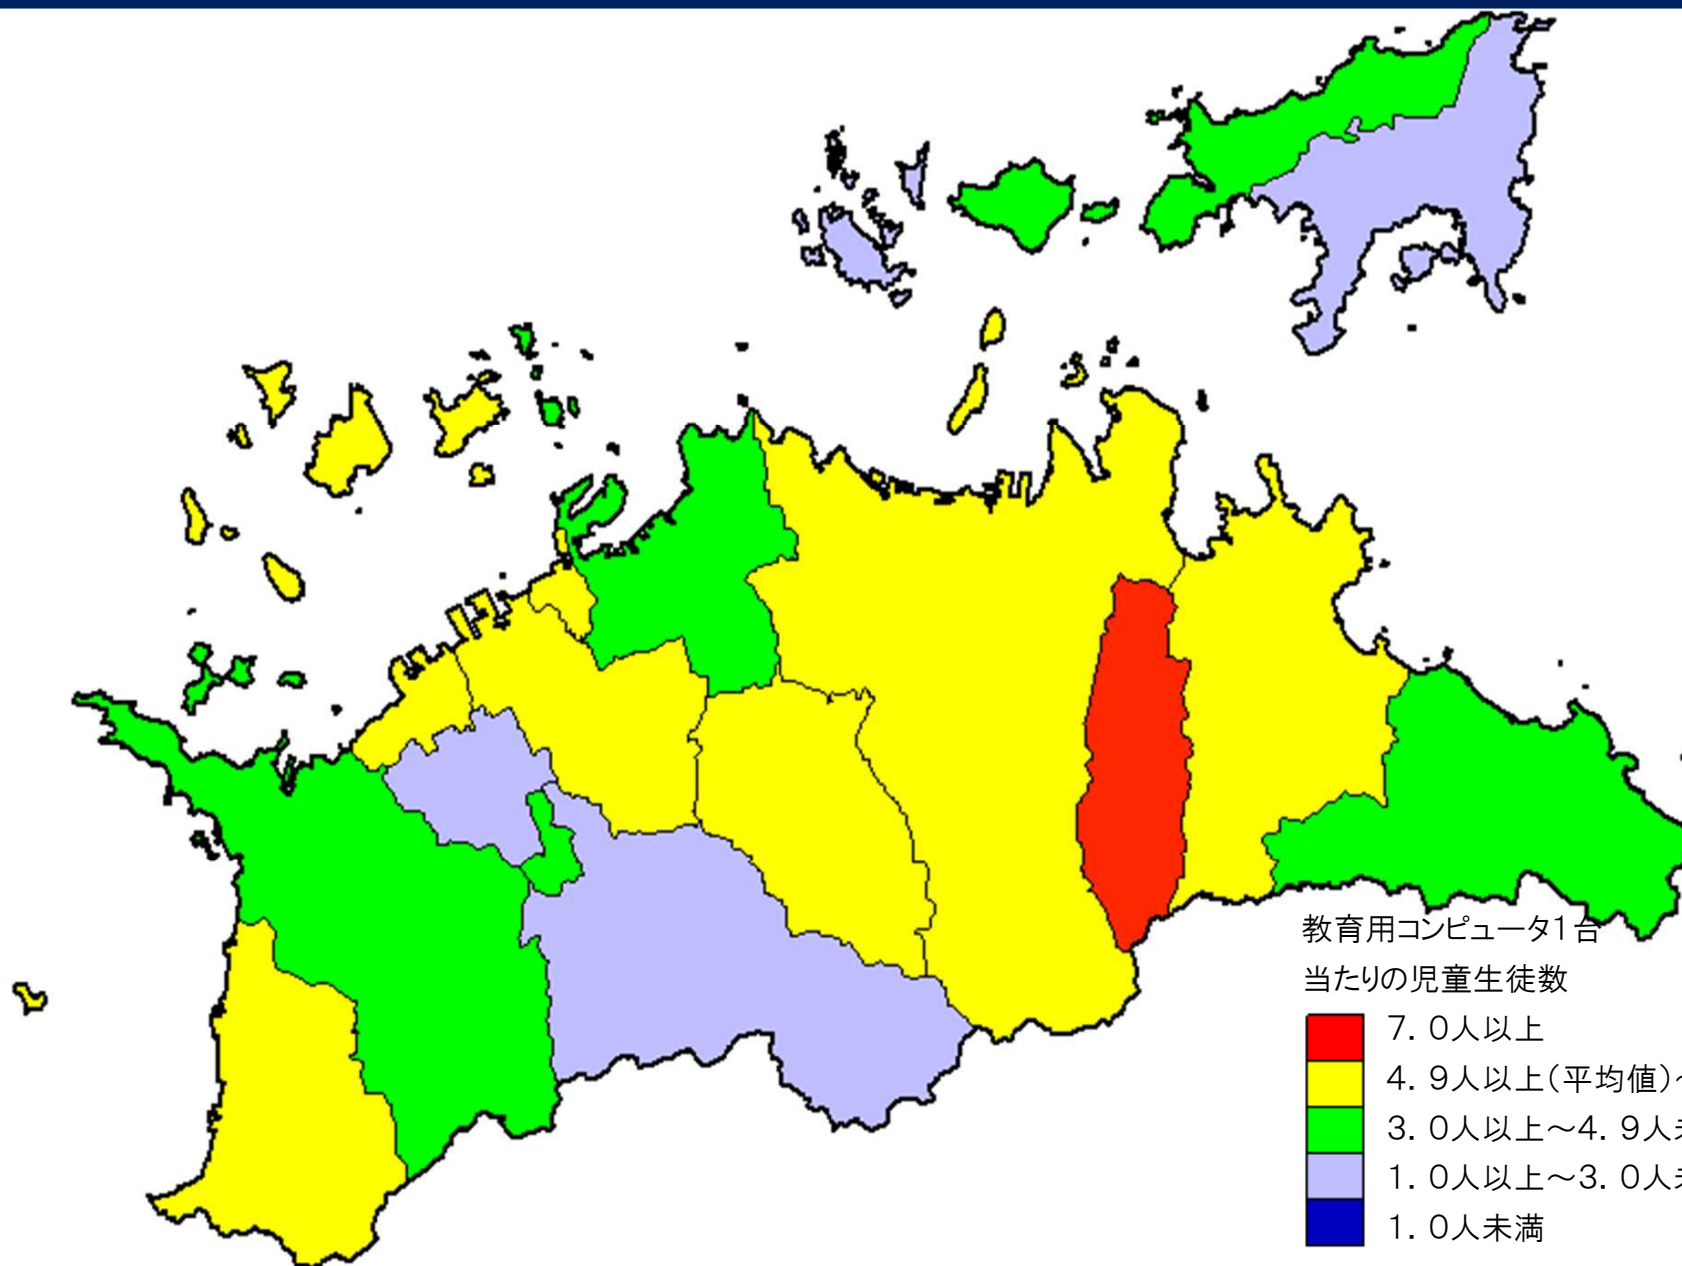 教育用コンピュータ1台
当たりの児童生徒数
7.0人以上
4.9人以上(平均値)~
3.0人以上～4.9人
1.0人以上～3.0人
1.0人未満